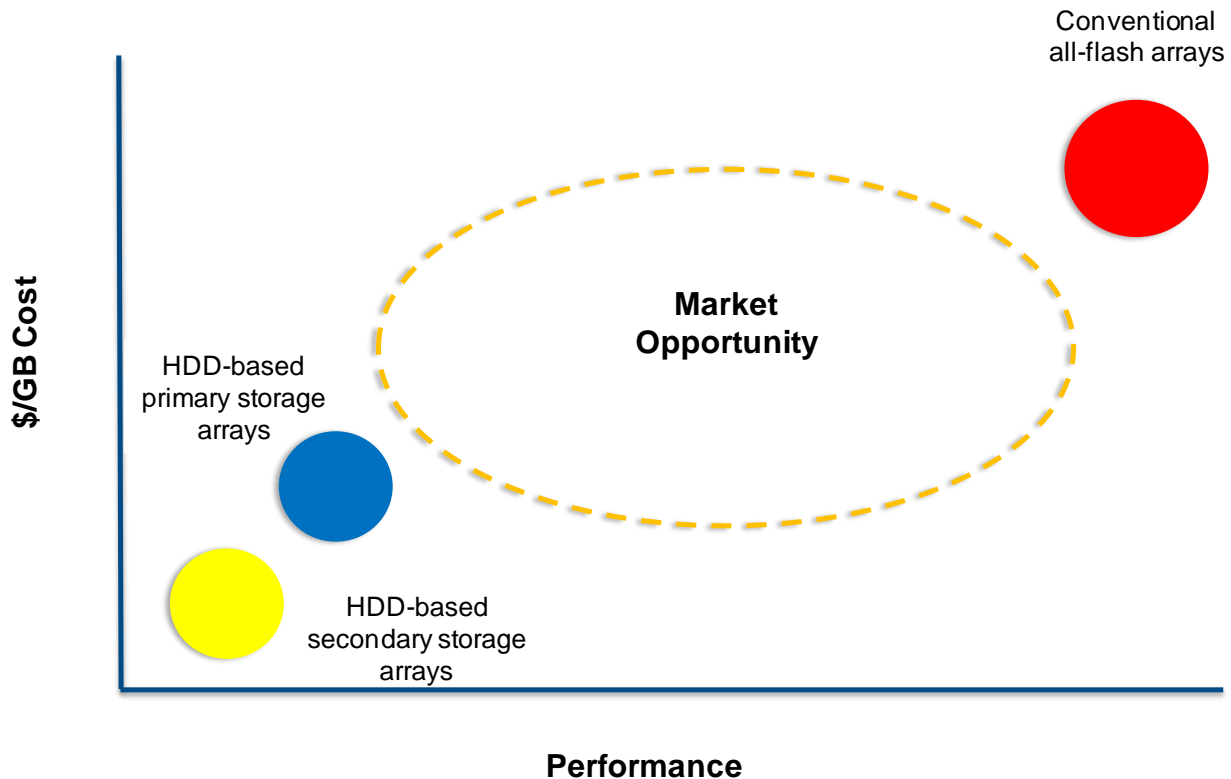 Conventional
all-flash arrays
Market
Opportunity
$/GB Cost
HDD-based
primary storage
arrays
HDD-based
secondary storage
arrays
Performance